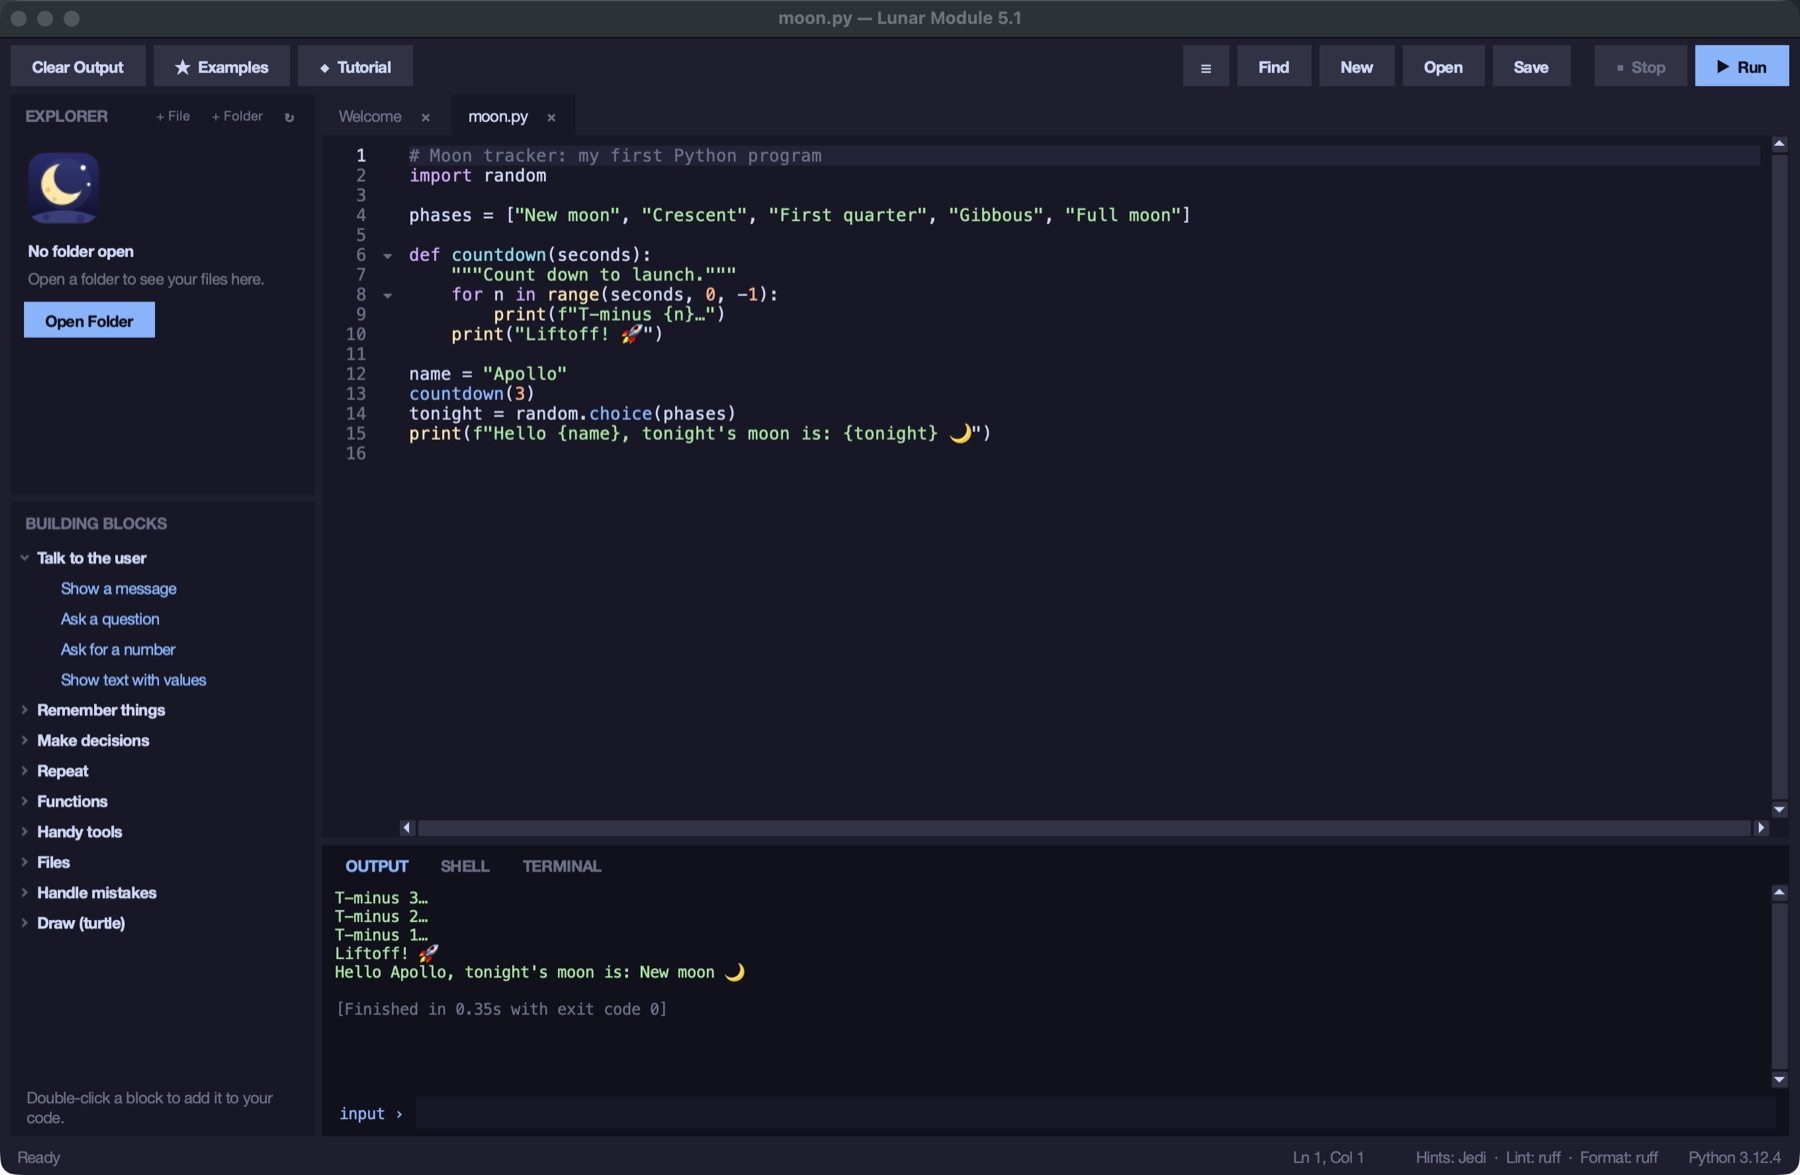 moon.py — Lunar Module 5.1
Clear Output ★ Examples ◆ Tutorial ≡ Find New Open Save ▪ Stop ▶ Run
EXPLORER + File + Folder ↻
No folder open
Open a folder to see your files here.
Open Folder
BUILDING BLOCKS
Talk to the user
Show a message
Ask a question
Ask for a number
Show text with values
Remember things
Make decisions
Repeat
Functions
Handy tools
Files
Handle mistakes
Draw (turtle)
Double-click a block to add it to your
code.
Welcome × moon.py ×
1 # Moon tracker: my first Python program
2 import random
3
4 phases = ["New moon", "Crescent", "First quarter", "Gibbous", "Full moon"]
5
6 def countdown(seconds):
7     """Count down to launch."""
8     for n in range(seconds, 0, -1):
9         print(f"T-minus {n}…")
10     print("Liftoff! 🚀")
11
12 name = "Apollo"
13 countdown(3)
14 tonight = random.choice(phases)
15 print(f"Hello {name}, tonight's moon is: {tonight} 🌙")
16
OUTPUT SHELL TERMINAL
T-minus 3…
T-minus 2…
T-minus 1…
Liftoff! 🚀
Hello Apollo, tonight's moon is: New moon 🌙
[Finished in 0.35s with exit code 0]
input ›
Ready Ln 1, Col 1 Hints: Jedi · Lint: ruff · Format: ruff Python 3.12.4